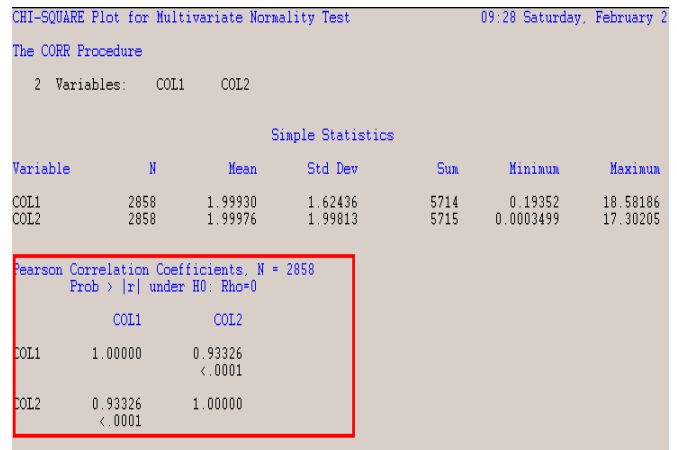 CHI-SQUARE Plot for Multivariate Normality Test 09:28 Saturday, February 2
The CORR Procedure
2 Variables: COL1 COL2
Simple Statistics
Variable N Mean Std Dev Sum Minimum Maximum
COL1 2858 1.99930 1.62436 5714 0.19352 18.58186
COL2 2858 1.99976 1.99813 5715 0.0003499 17.30205
Pearson Correlation Coefficients, N = 2858
Prob > |r| under H0: Rho=0
COL1 COL2
COL1 1.00000 0.93326
<.0001
COL2 0.93326 1.00000
<.0001